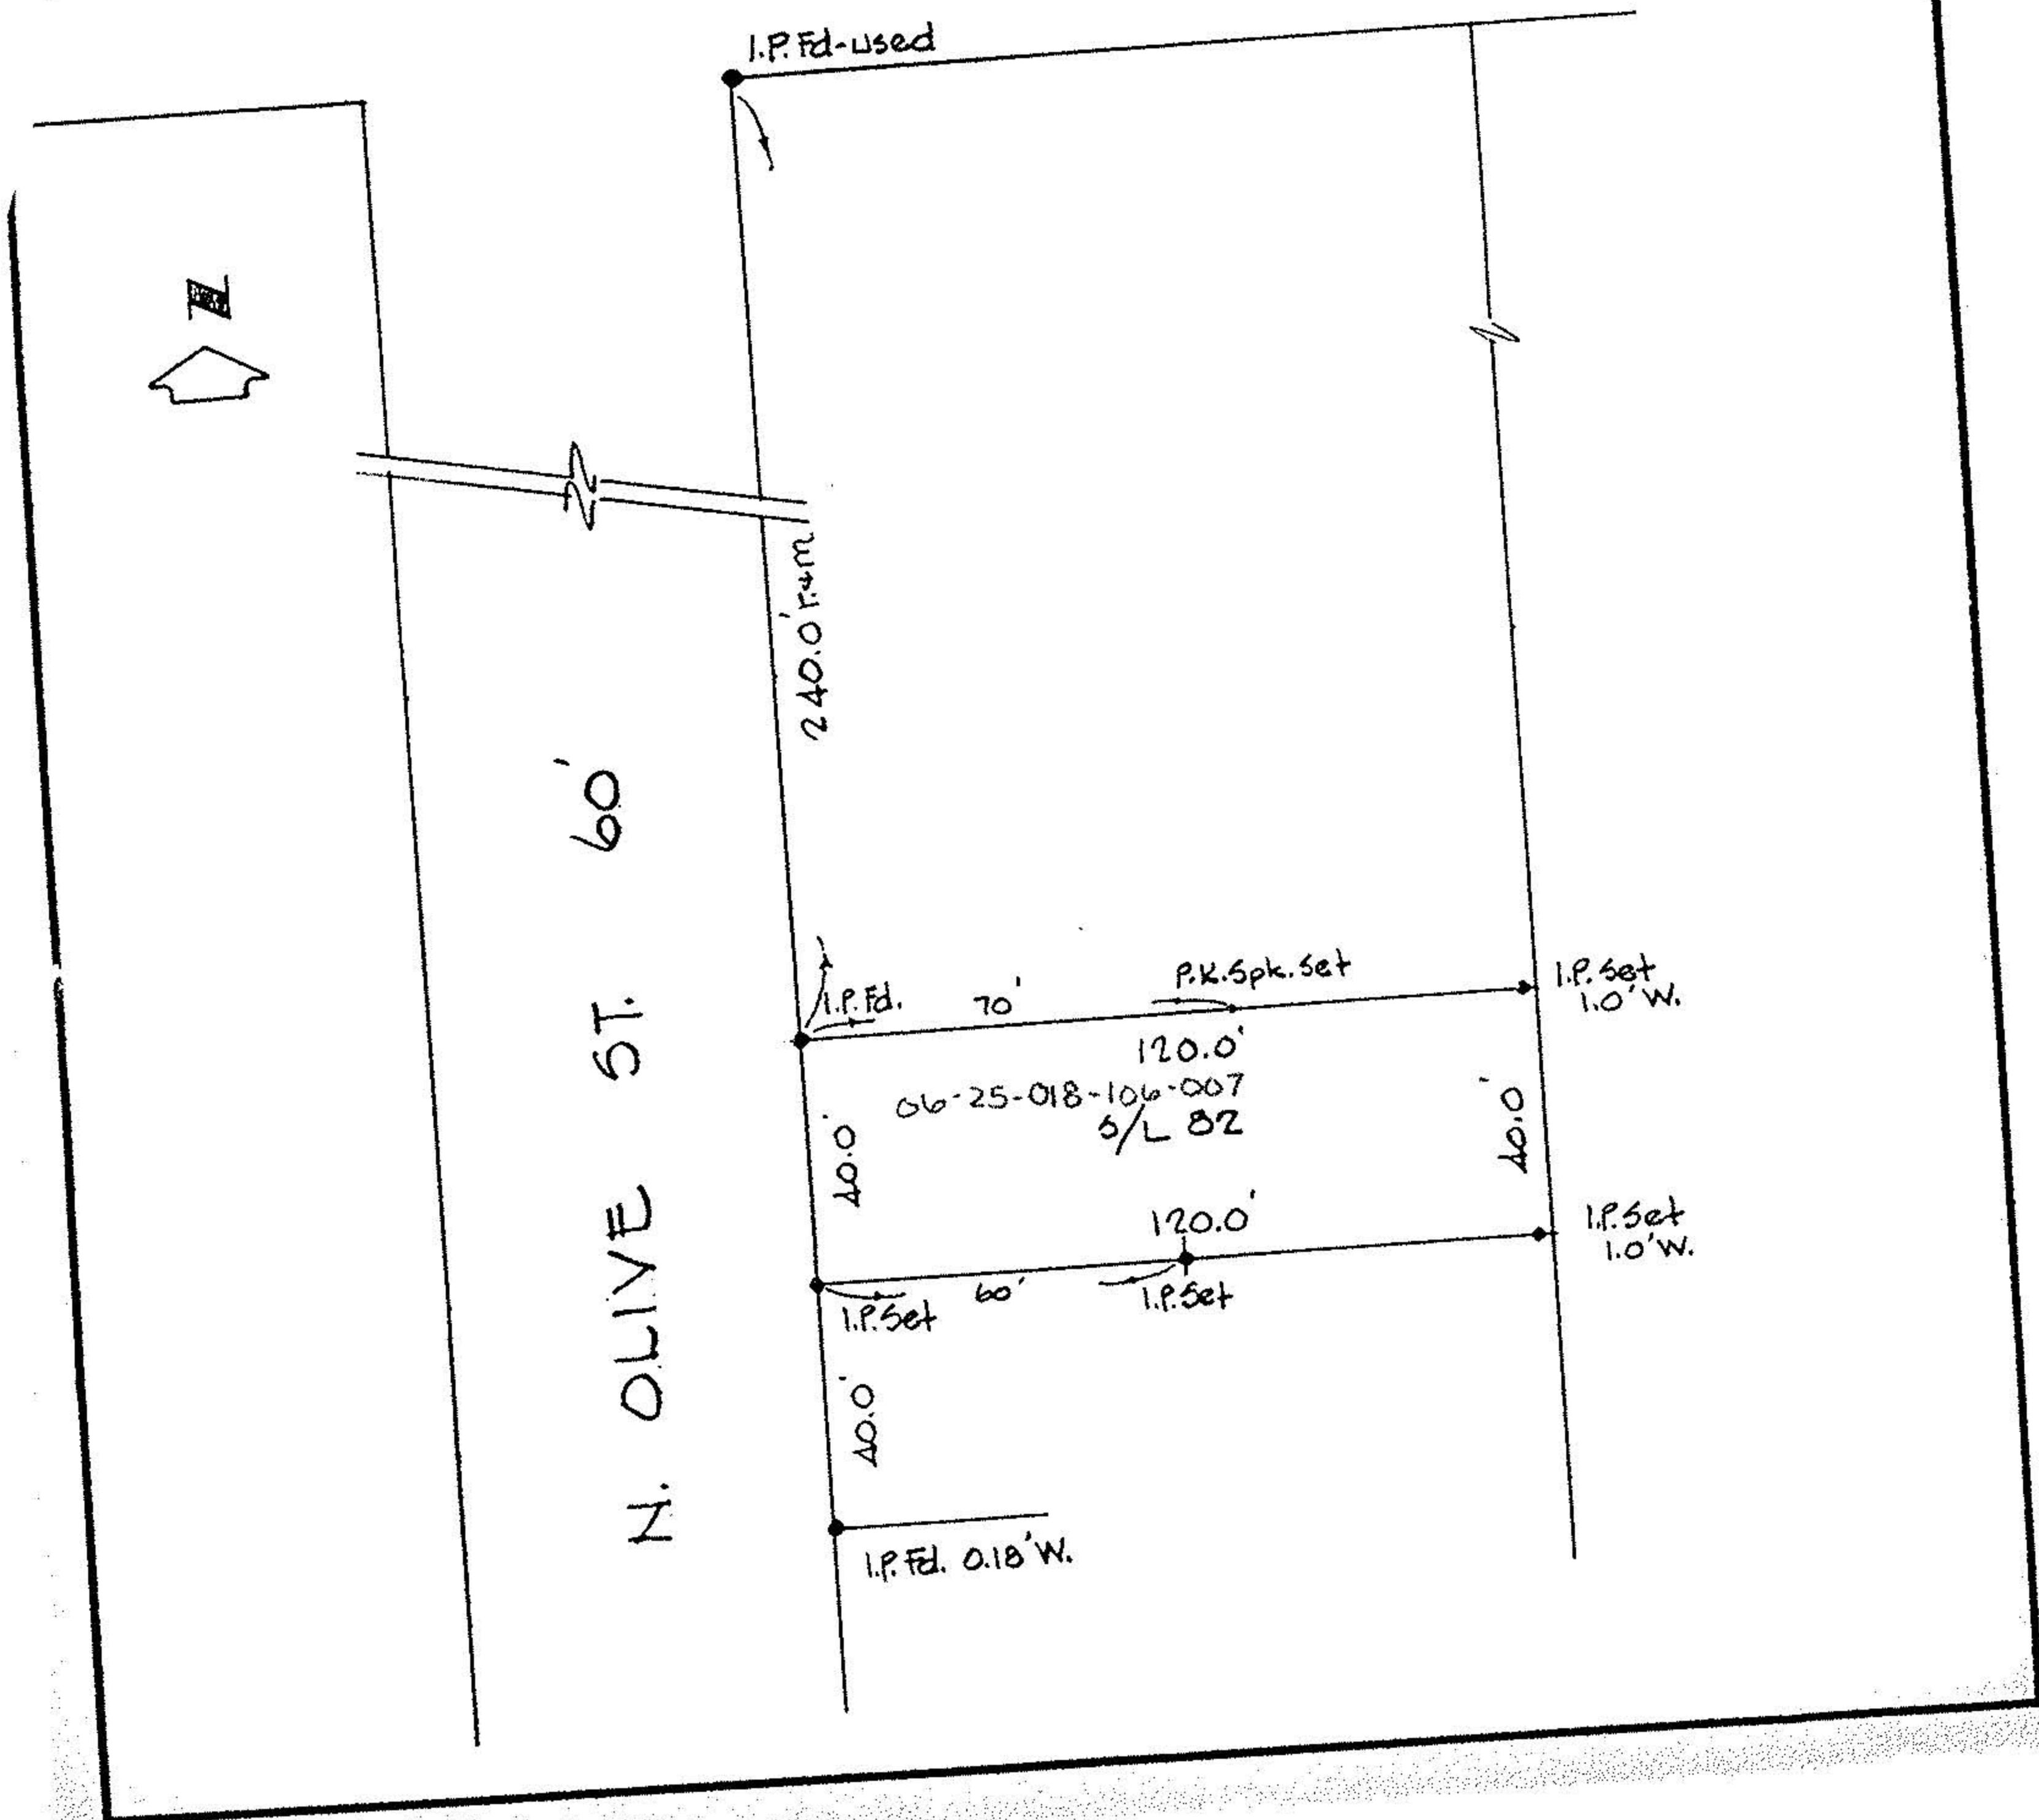 I.P. Fd-used
N
240.0' r.+m.
N. OLIVE ST. 60'
I.P. Fd.
70'
P.K. Spk. Set
I.P. Set
1.0' W.
120.0'
06-25-018-106-007
S/L 82
40.0'
40.0'
120.0'
I.P. Set
1.0' W.
I.P. Set
60'
I.P. Set
40.0'
I.P. Fd. 0.18' W.